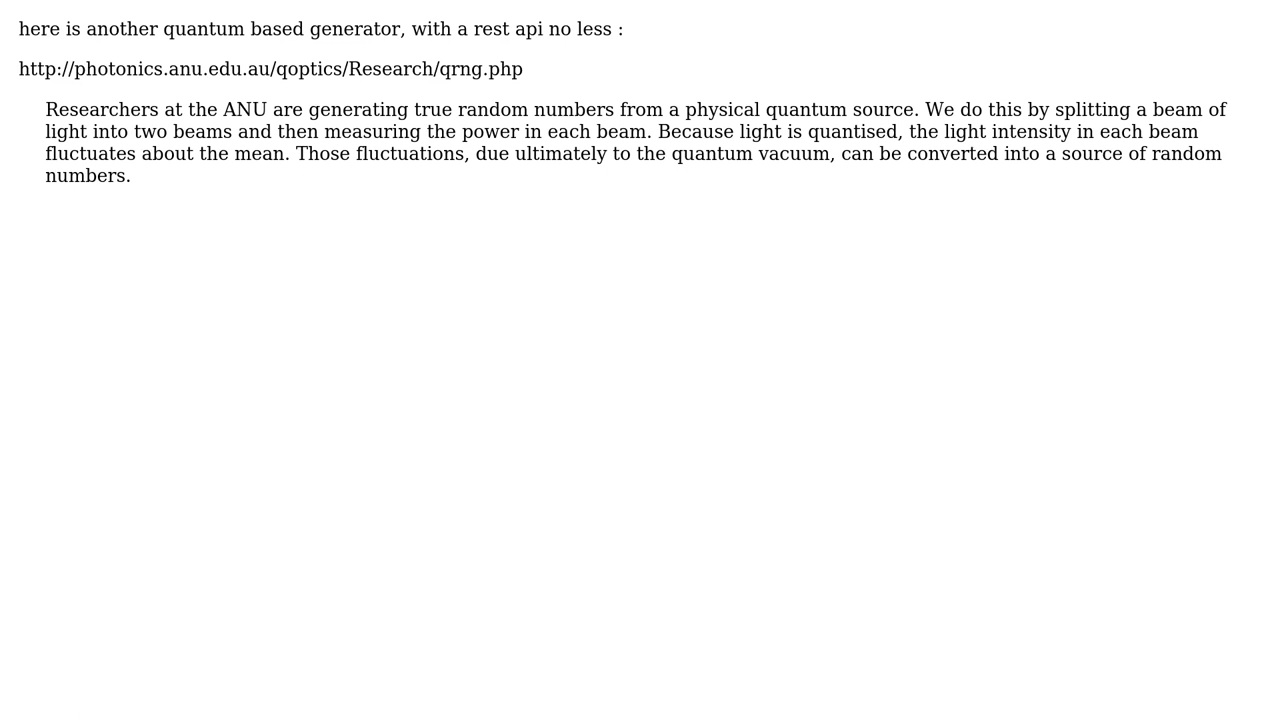 here is another quantum based generator, with a rest api no less :
http://photonics.anu.edu.au/qoptics/Research/qrng.php
Researchers at the ANU are generating true random numbers from a physical quantum source. We do this by splitting a beam of
light into two beams and then measuring the power in each beam. Because light is quantised, the light intensity in each beam
fluctuates about the mean. Those fluctuations, due ultimately to the quantum vacuum, can be converted into a source of random
numbers.